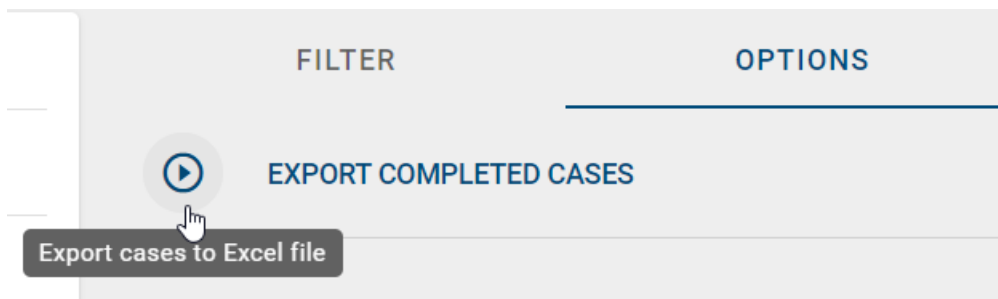 FILTER
OPTIONS
EXPORT COMPLETED CASES
Export cases to Excel file